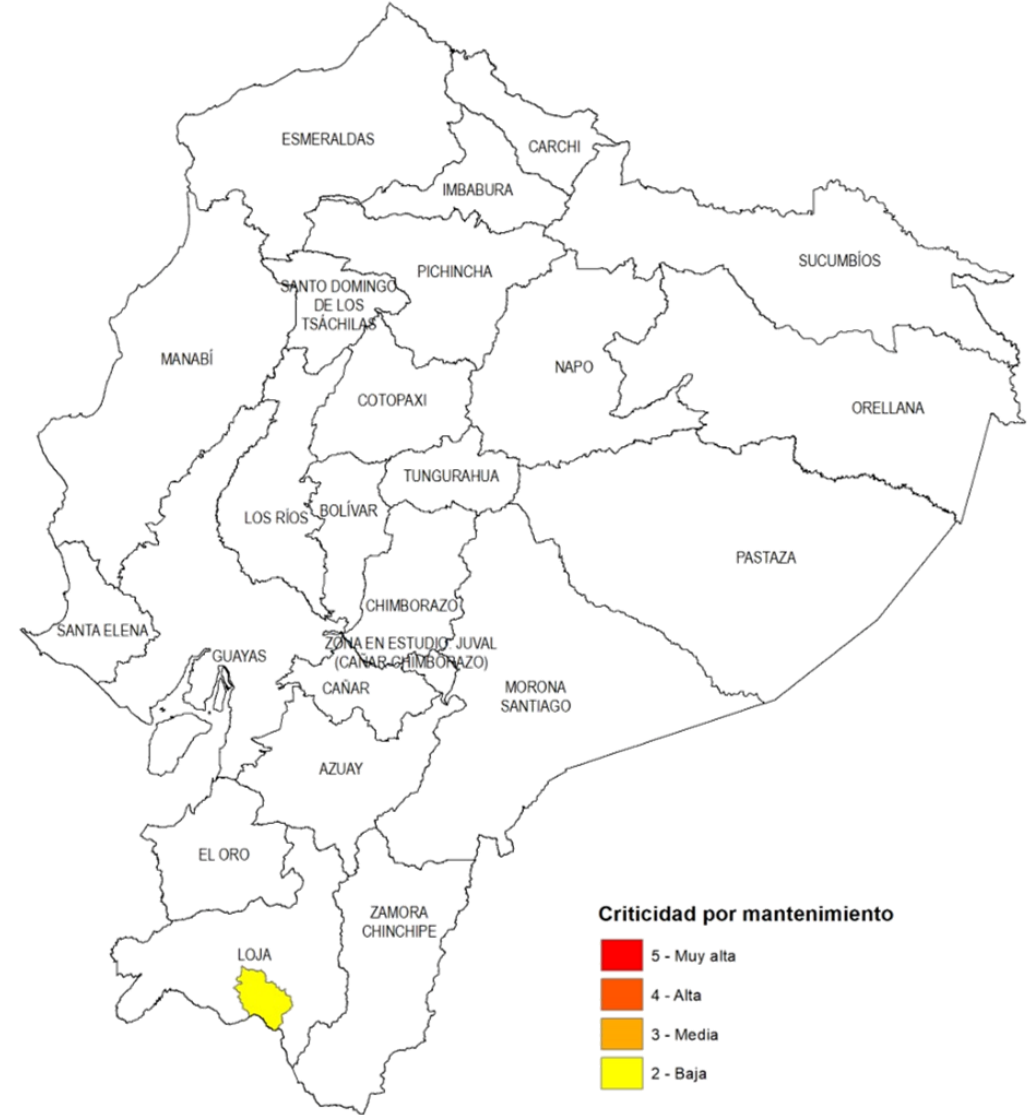 ESMERALDAS
CARCHI
IMBABURA
SUCUMBÍOS
PICHINCHA
SANTO DOMINGO
DE LOS
TSÁCHILAS
MANABÍ
NAPO
COTOPAXI
ORELLANA
TUNGURAHUA
LOS RÍOS
BOLÍVAR
PASTAZA
CHIMBORAZO
SANTA ELENA
ZONA EN ESTUDIO: JUVAL
(CAÑAR-CHIMBORAZO)
GUAYAS
CAÑAR
MORONA
SANTIAGO
AZUAY
EL ORO
ZAMORA
CHINCHIPE
LOJA
Criticidad por mantenimiento
5 - Muy alta
4 - Alta
3 - Media
2 - Baja